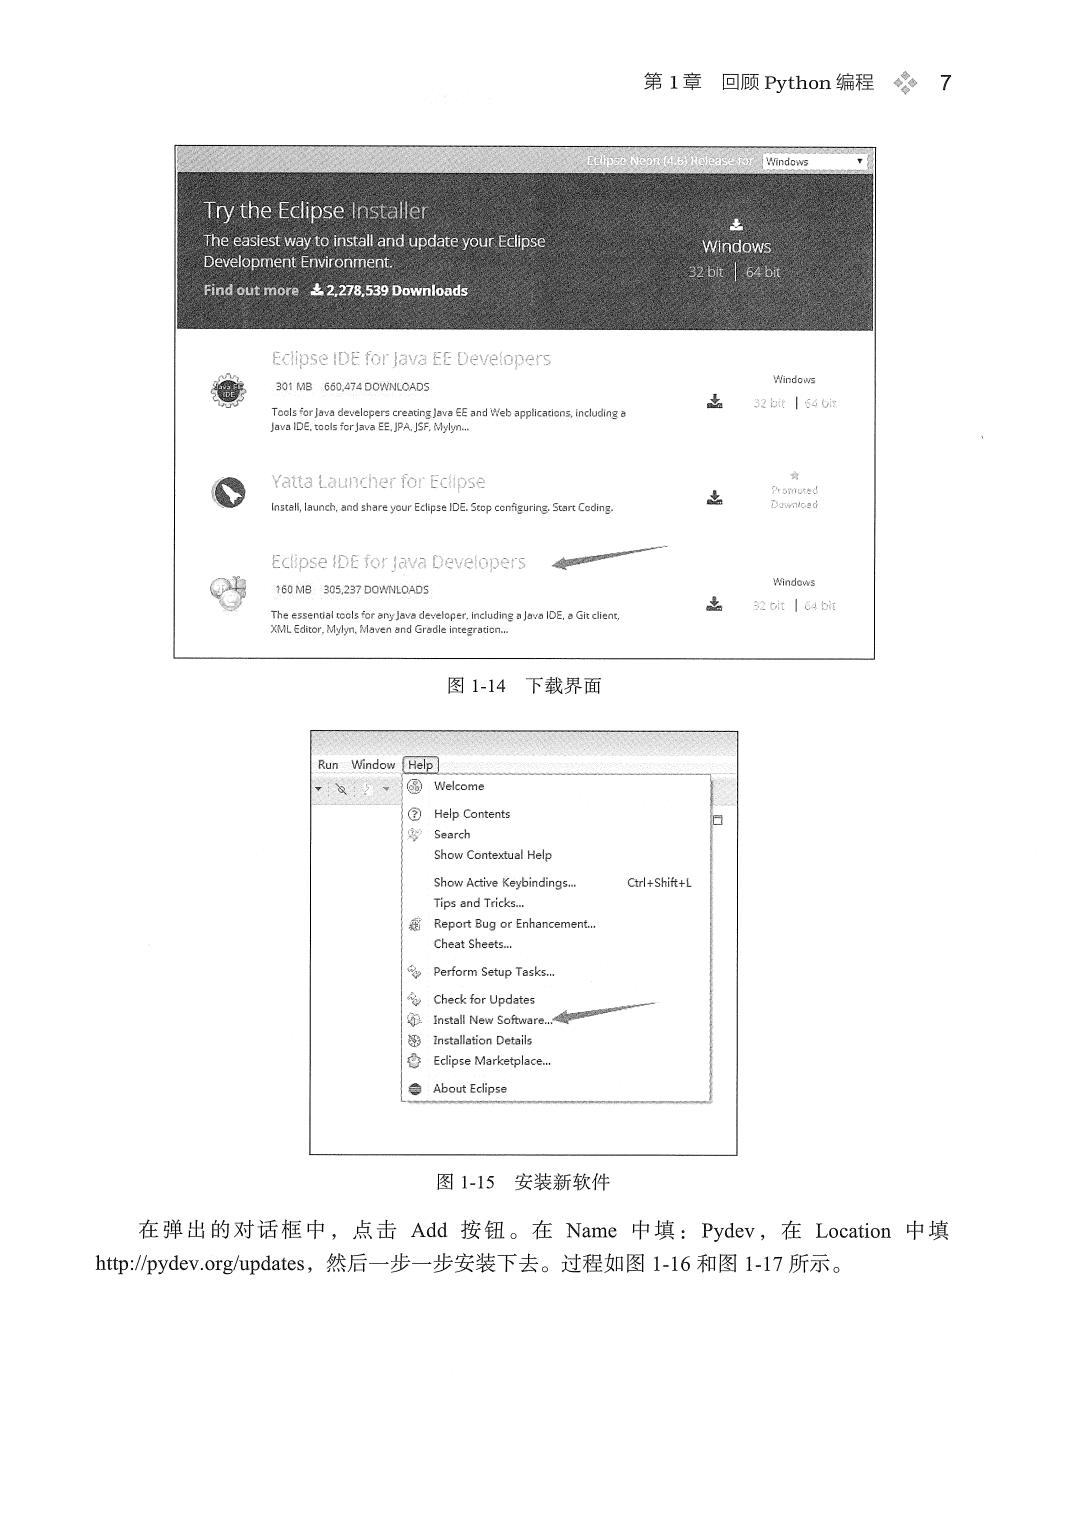 第 1 章 回顾 Python 编程 7
Eclipse Neon (4.6) Release for Windows
Try the Eclipse Installer
The easiest way to install and update your Eclipse
Development Environment.
Find out more 2,278,539 Downloads
Windows
32 bit | 64 bit
Eclipse IDE for Java EE Developers
301 MB 660,474 DOWNLOADS
Tools for Java developers creating Java EE and Web applications, including a
Java IDE, tools for Java EE, JPA, JSF, Mylyn...
Java EE
IDE
Windows
32 bit | 64 bit
Yatta Launcher for Eclipse
Install, launch, and share your Eclipse IDE. Stop configuring. Start Coding.
Promoted
Download
Eclipse IDE for Java Developers
160 MB 305,237 DOWNLOADS
The essential tools for any Java developer, including a Java IDE, a Git client,
XML Editor, Mylyn, Maven and Gradle integration...
Windows
32 bit | 64 bit
图 1-14 下载界面
Run Window Help
Welcome
Help Contents
Search
Show Contextual Help
Show Active Keybindings... Ctrl+Shift+L
Tips and Tricks...
Report Bug or Enhancement...
Cheat Sheets...
Perform Setup Tasks...
Check for Updates
Install New Software...
Installation Details
Eclipse Marketplace...
About Eclipse
图 1-15 安装新软件
在弹出的对话框中，点击 Add 按钮。在 Name 中填：Pydev，在 Location 中填
http://pydev.org/updates，然后一步一步安装下去。过程如图 1-16 和图 1-17 所示。